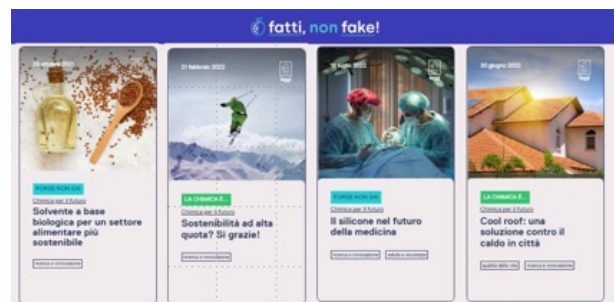 fatti, non fake!
21 febbraio 2022
30 giugno 2022
FORSE NON SAI
Chimica per il futuro
Solvente a base
biologica per un settore
alimentare più
sostenibile
ricerca e innovazione
LA CHIMICA È...
Chimica per il futuro
Sostenibilità ad alta
quota? Si grazie!
ricerca e innovazione
FORSE NON SAI
Chimica per il futuro
Il silicone nel futuro
della medicina
ricerca e innovazione salute e sicurezza
LA CHIMICA È...
Chimica per il futuro
Cool roof: una
soluzione contro il
caldo in città
qualità della vita ricerca e innovazione